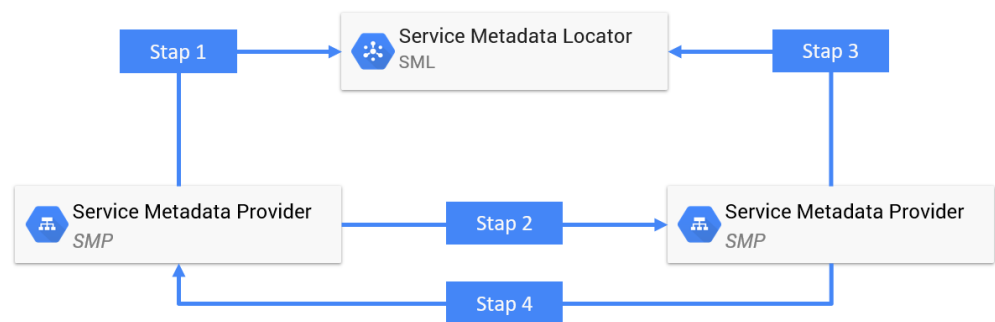 Stap 1
Service Metadata Locator
SML
Stap 3
Service Metadata Provider
SMP
Stap 2
Service Metadata Provider
SMP
Stap 4